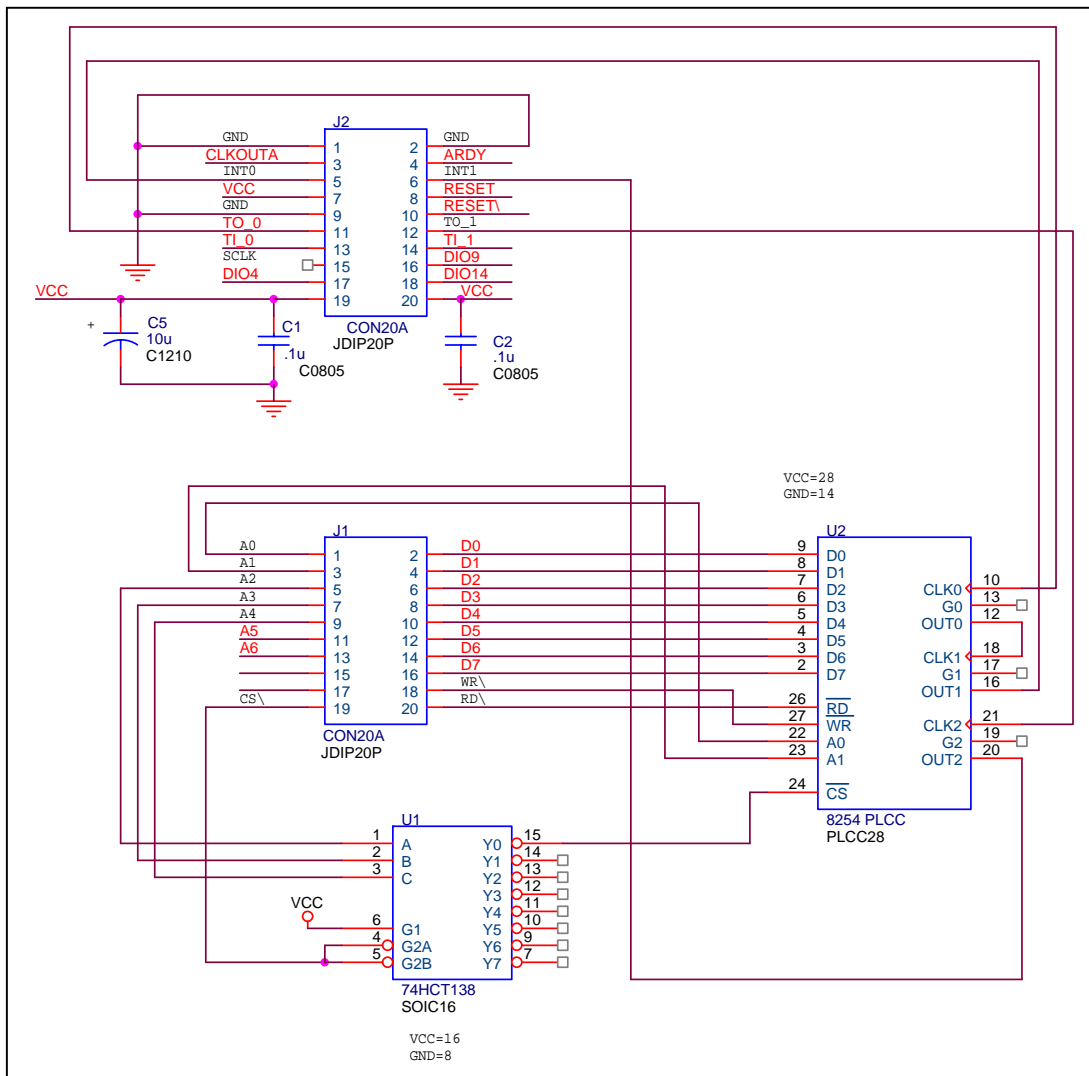 J2
GND 1 2 GND
CLKOUTA 3 4 ARDY
INT0 5 6 INT1
VCC 7 8 RESET
GND 9 10 RESET\
TO_0 11 12 TO_1
TI_0 13 14 TI_1
SCLK 15 16 DIO9
DIO4 17 18 DIO14
VCC 19 20 VCC
CON20A
JDIP20P
+ C5
10u
C1210
C1
.1u
C0805
C2
.1u
C0805
VCC=28
GND=14
J1
A0 1 2 D0
A1 3 4 D1
A2 5 6 D2
A3 7 8 D3
A4 9 10 D4
A5 11 12 D5
A6 13 14 D6
15 16 D7
17 18 WR\
CS\ 19 20 RD\
CON20A
JDIP20P
U2
9 D0
8 D1
7 D2
6 D3
5 D4
4 D5
3 D6
2 D7
26 RD
27 WR
22 A0
23 A1
24 CS
CLK0 10
G0 13
OUT0 12
CLK1 18
G1 17
OUT1 16
CLK2 21
G2 19
OUT2 20
8254 PLCC
PLCC28
U1
1 A Y0 15
2 B Y1 14
3 C Y2 13
Y3 12
Y4 11
VCC
6 G1 Y5 10
4 G2A Y6 9
5 G2B Y7 7
74HCT138
SOIC16
VCC=16
GND=8